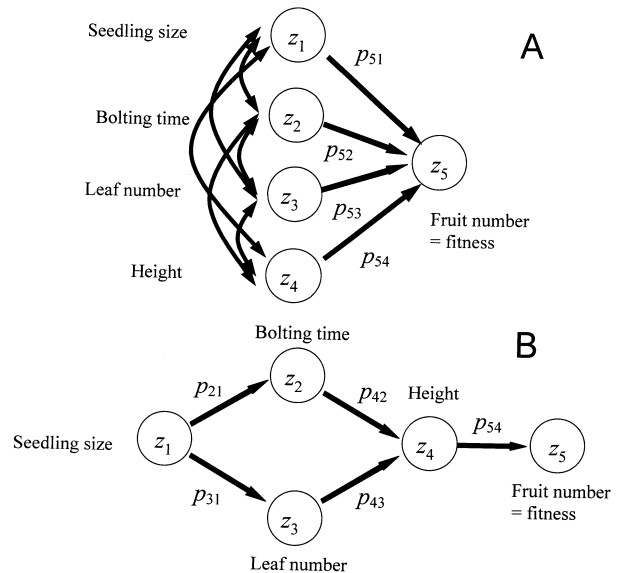 Seedling size
z1
A
p51
Bolting time
z2
p52
z5
Leaf number
z3
p53
Fruit number
= fitness
p54
Height
z4
Bolting time
B
z2
p21
p42
Height
p54
Seedling size
z1
z4
z5
p31
p43
z3
Fruit number
= fitness
Leaf number